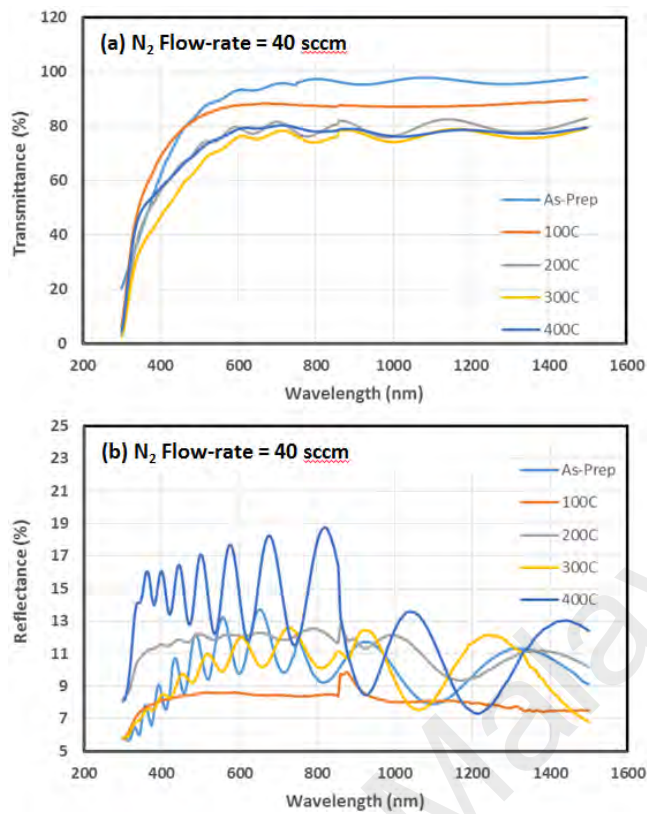 120
(a) N₂ Flow-rate = 40 sccm
100
80
60
40
20
0
Transmittance (%)
As-Prep
100C
200C
300C
400C
200 400 600 800 1000 1200 1400 1600
Wavelength (nm)
25
(b) N₂ Flow-rate = 40 sccm
23
21
19
17
15
13
11
9
7
5
Reflectance (%)
As-Prep
100C
200C
300C
400C
200 400 600 800 1000 1200 1400 1600
Wavelength (nm)
Malay